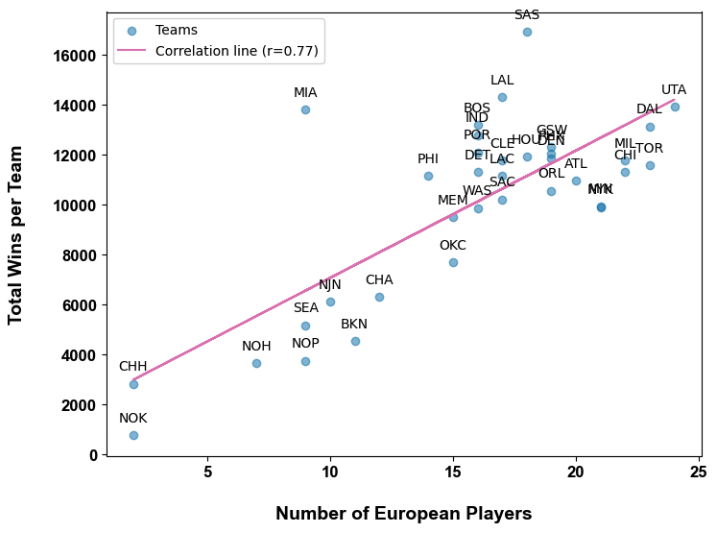 SAS
Teams
Correlation line (r=0.77)
16000
LAL
MIA
UTA
14000
BOS
DAL
IND
POR
GSW
HOU
DEN
CLE
12000
MIL
TOR
PHI
DET
LAC
CHI
ATL
ORL
SAC
WAS
NYK
10000
MEM
OKC
8000
NJN
CHA
6000
SEA
BKN
NOH
NOP
4000
CHH
2000
NOK
0
5
10
15
20
25
Number of European Players
Total Wins per Team